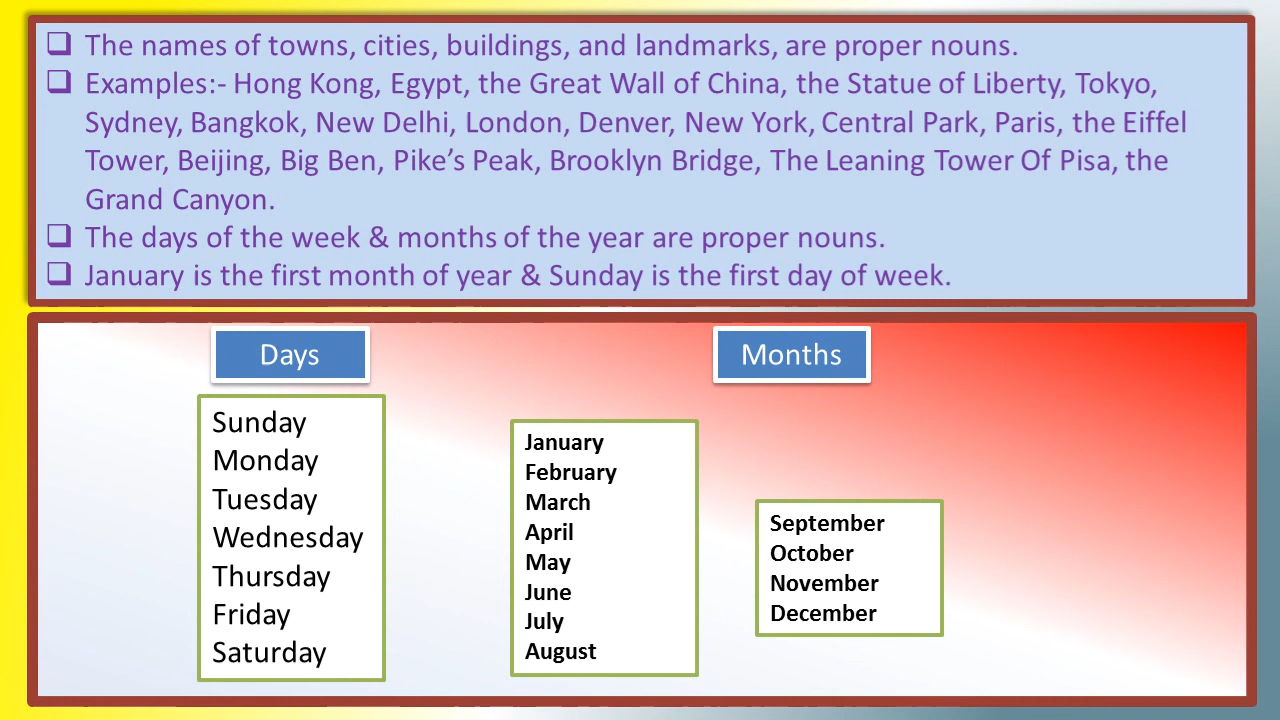 ❑ The names of towns, cities, buildings, and landmarks, are proper nouns.
❑ Examples:- Hong Kong, Egypt, the Great Wall of China, the Statue of Liberty, Tokyo,
Sydney, Bangkok, New Delhi, London, Denver, New York, Central Park, Paris, the Eiffel
Tower, Beijing, Big Ben, Pike’s Peak, Brooklyn Bridge, The Leaning Tower Of Pisa, the
Grand Canyon.
❑ The days of the week & months of the year are proper nouns.
❑ January is the first month of year & Sunday is the first day of week.
Days
Sunday
Monday
Tuesday
Wednesday
Thursday
Friday
Saturday
Months
January
February
March
April
May
June
July
August
September
October
November
December